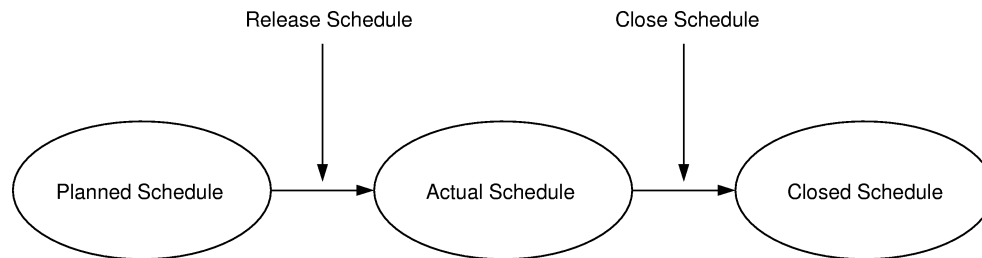 Release Schedule
Close Schedule
Planned Schedule
Actual Schedule
Closed Schedule